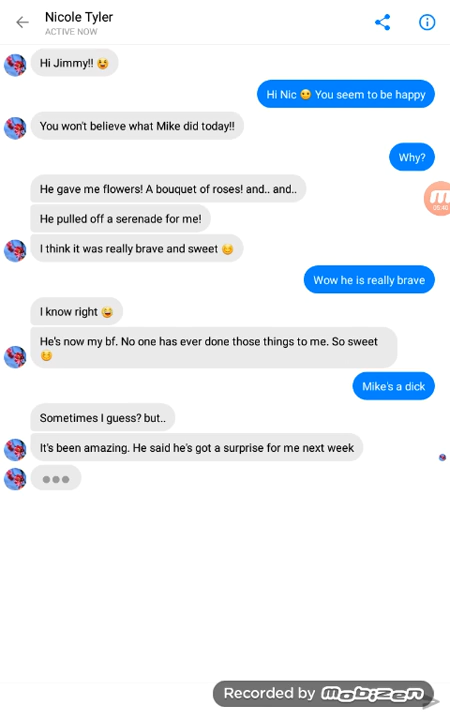 Nicole Tyler
ACTIVE NOW
Hi Jimmy!! 😆
Hi Nic 😊 You seem to be happy
You won't believe what Mike did today!!
Why?
He gave me flowers! A bouquet of roses! and.. and..
He pulled off a serenade for me!
I think it was really brave and sweet 😊
Wow he is really brave
I know right 😄
He's now my bf. No one has ever done those things to me. So sweet
😊
Mike's a dick
Sometimes I guess? but..
It's been amazing. He said he's got a surprise for me next week
Recorded by Mobizen